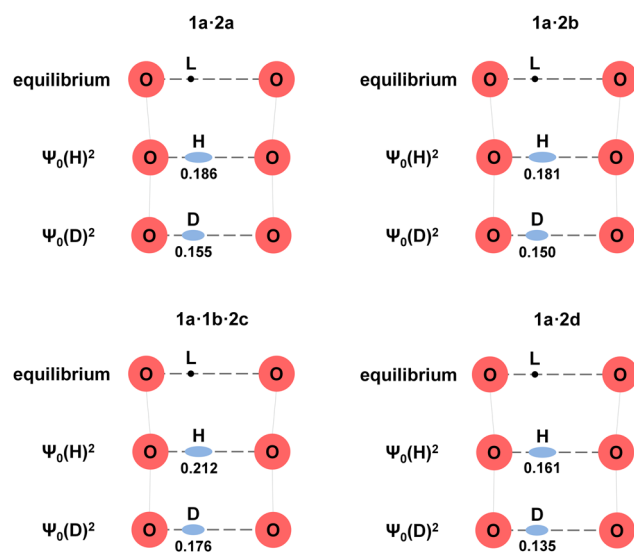 1a·2a
L
equilibrium O O
H
Ψ₀(H)² O O
0.186
D
Ψ₀(D)² O O
0.155
1a·2b
L
equilibrium O O
H
Ψ₀(H)² O O
0.181
D
Ψ₀(D)² O O
0.150
1a·1b·2c
L
equilibrium O O
H
Ψ₀(H)² O O
0.212
D
Ψ₀(D)² O O
0.176
1a·2d
L
equilibrium O O
H
Ψ₀(H)² O O
0.161
D
Ψ₀(D)² O O
0.135